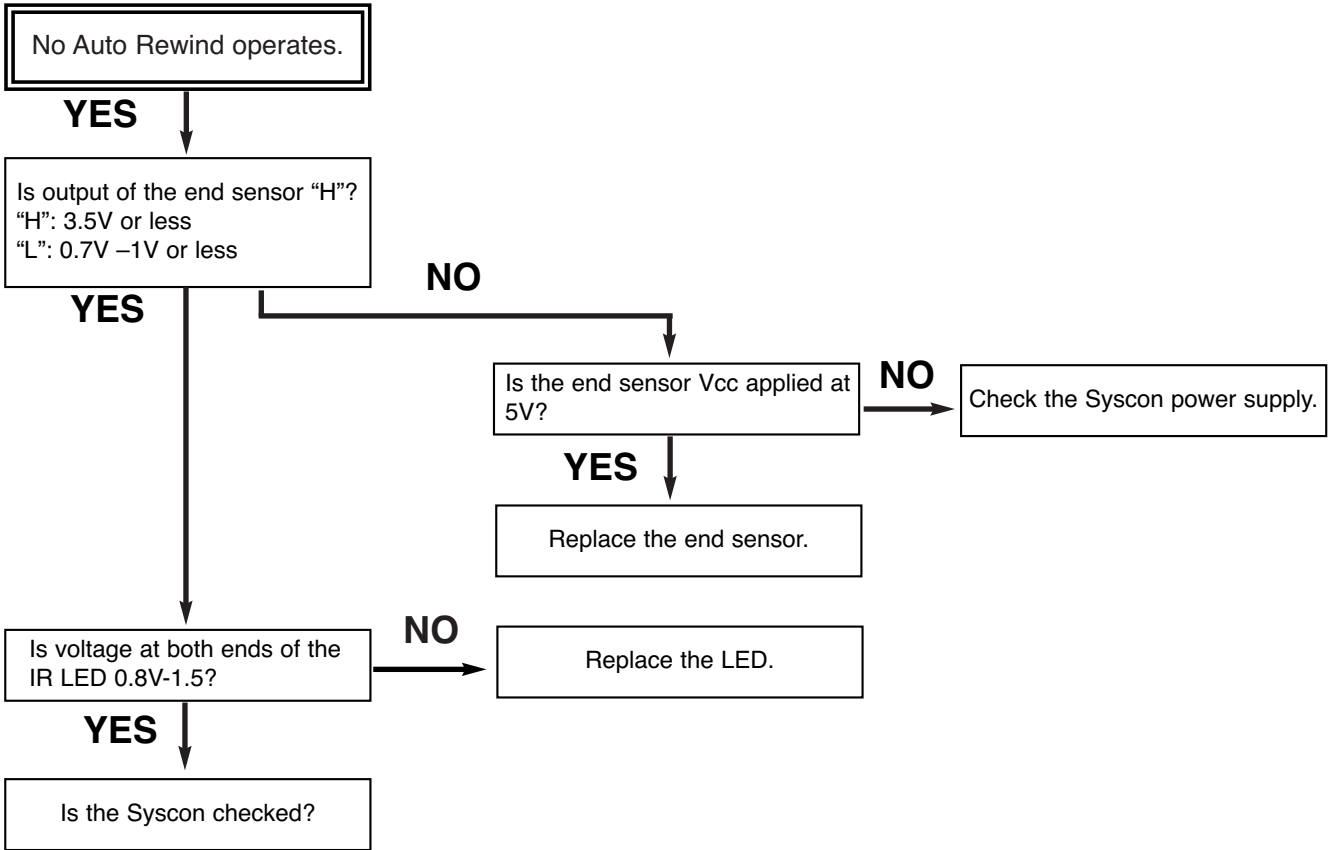 No Auto Rewind operates.
YES
Is output of the end sensor “H”?
“H”: 3.5V or less
“L”: 0.7V –1V or less
YES
NO
Is the end sensor Vcc applied at
5V?
NO
Check the Syscon power supply.
YES
Replace the end sensor.
Is voltage at both ends of the
IR LED 0.8V-1.5?
NO
Replace the LED.
YES
Is the Syscon checked?